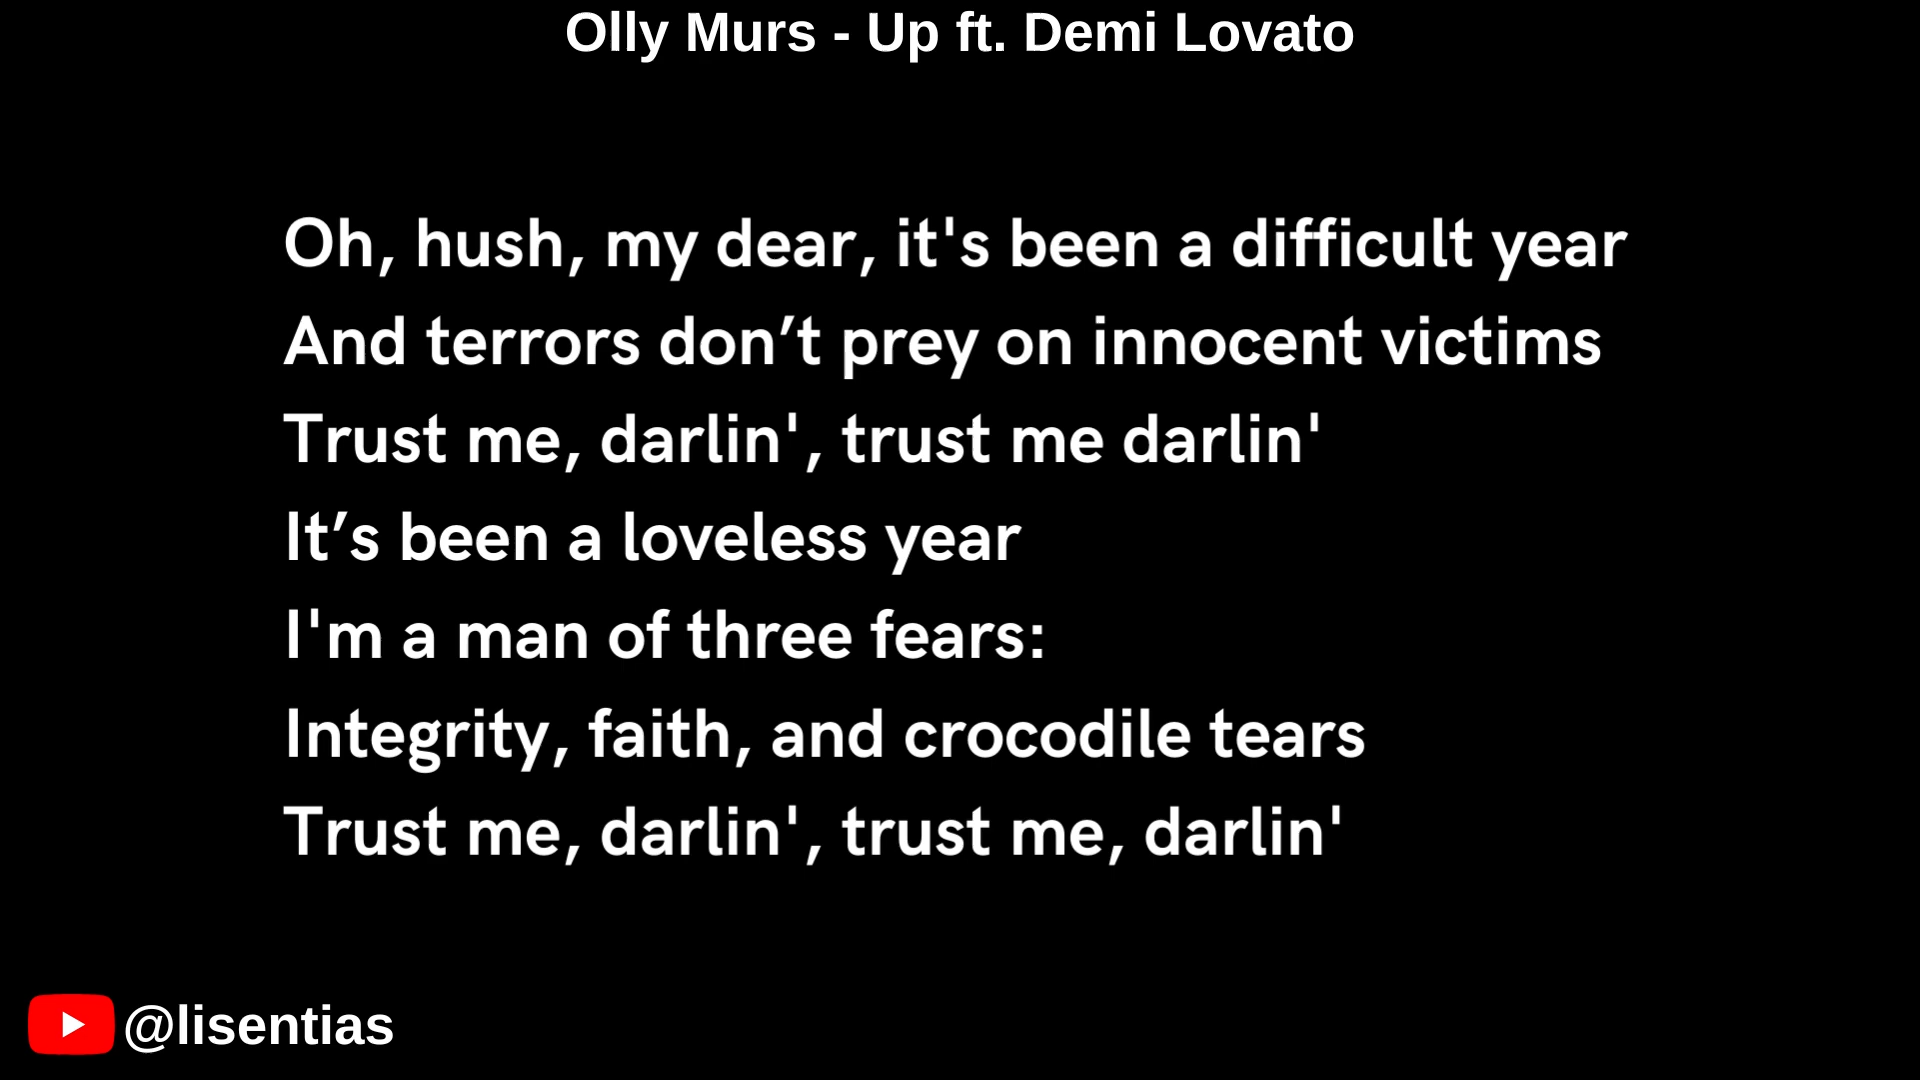 Olly Murs - Up ft. Demi Lovato
Oh, hush, my dear, it's been a difficult year
And terrors don’t prey on innocent victims
Trust me, darlin', trust me darlin'
It’s been a loveless year
I'm a man of three fears:
Integrity, faith, and crocodile tears
Trust me, darlin', trust me, darlin'
@lisentias